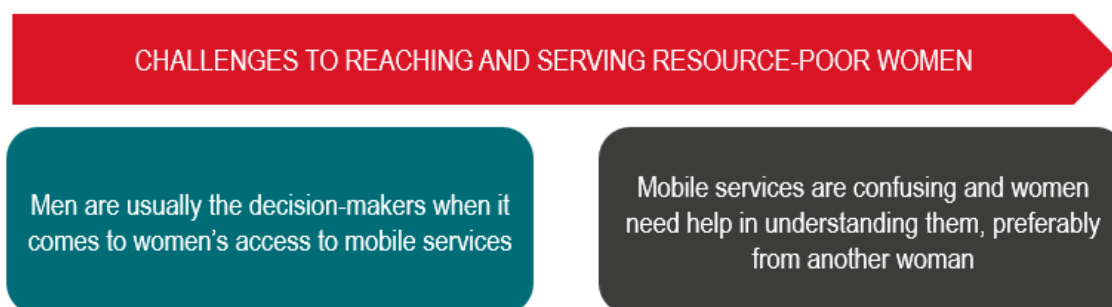 CHALLENGES TO REACHING AND SERVING RESOURCE-POOR WOMEN
Men are usually the decision-makers when it
comes to women's access to mobile services
Mobile services are confusing and women
need help in understanding them, preferably
from another woman